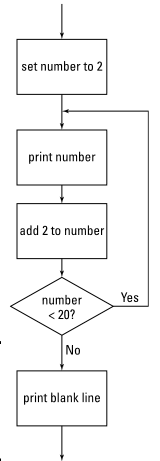 set number to 2
print number
add 2 to number
number
< 20?
Yes
No
print blank line